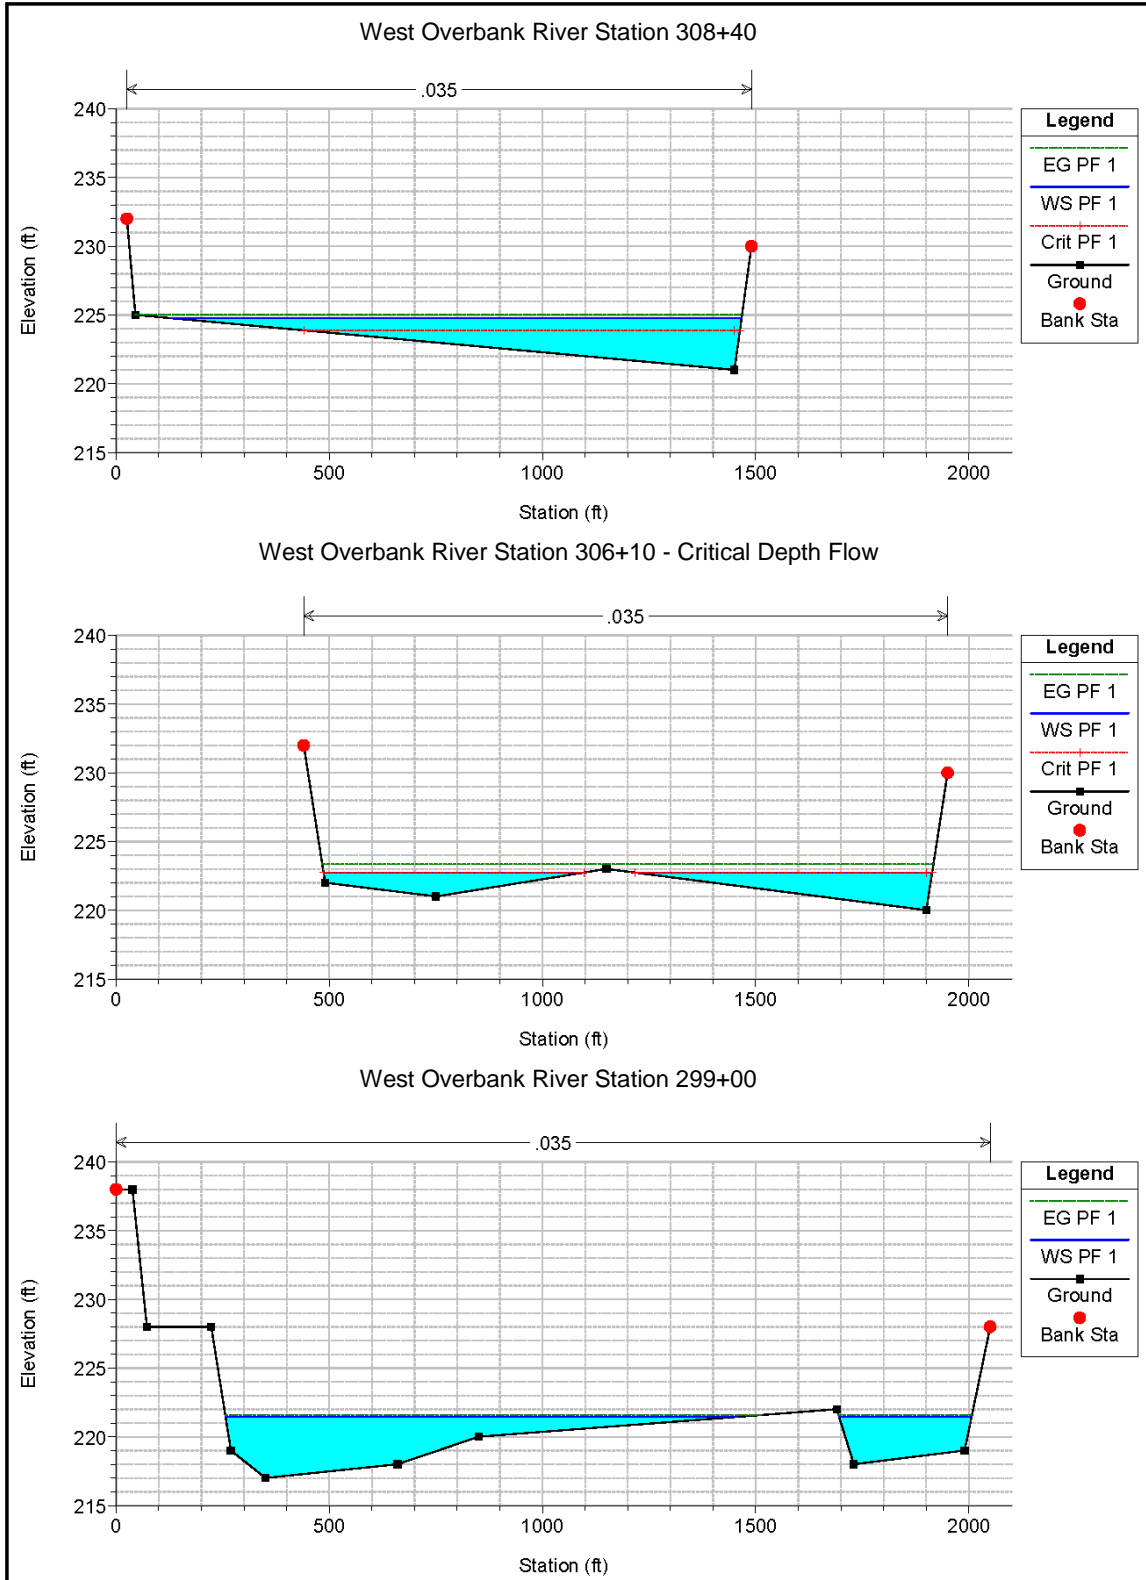 West Overbank River Station 308+40
.035
Elevation (ft)
240
235
230
225
220
215
0 500 1000 1500 2000
Station (ft)
Legend
EG PF 1
WS PF 1
Crit PF 1
Ground
Bank Sta
West Overbank River Station 306+10 - Critical Depth Flow
.035
Elevation (ft)
240
235
230
225
220
215
0 500 1000 1500 2000
Station (ft)
Legend
EG PF 1
WS PF 1
Crit PF 1
Ground
Bank Sta
West Overbank River Station 299+00
.035
Elevation (ft)
240
235
230
225
220
215
0 500 1000 1500 2000
Station (ft)
Legend
EG PF 1
WS PF 1
Ground
Bank Sta